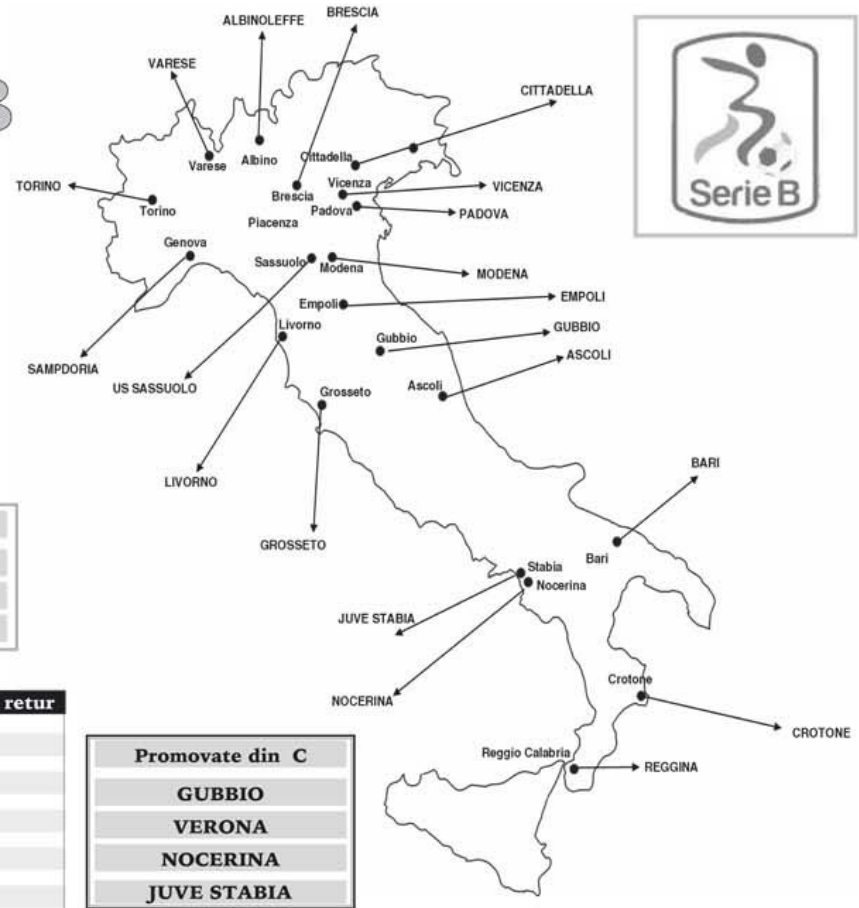 BRESCIA
ALBINOLEFFE
VARESE
CITTADELLA
Serie B
Varese
Albino
Cittadella
TORINO
Torino
Brescia
Vicenza
VICENZA
Padova
PADOVA
Piacenza
Genova
Sassuolo
Modena
MODENA
Empoli
EMPOLI
Livorno
Gubbio
GUBBIO
ASCOLI
SAMPDORIA
US SASSUOLO
Grosseto
Ascoli
LIVORNO
BARI
GROSSETO
Bari
Stabia
Nocerina
JUVE STABIA
NOCERINA
Crotone
CROTONE
retur
Reggio Calabria
REGGINA
Promovate din C
GUBBIO
VERONA
NOCERINA
JUVE STABIA